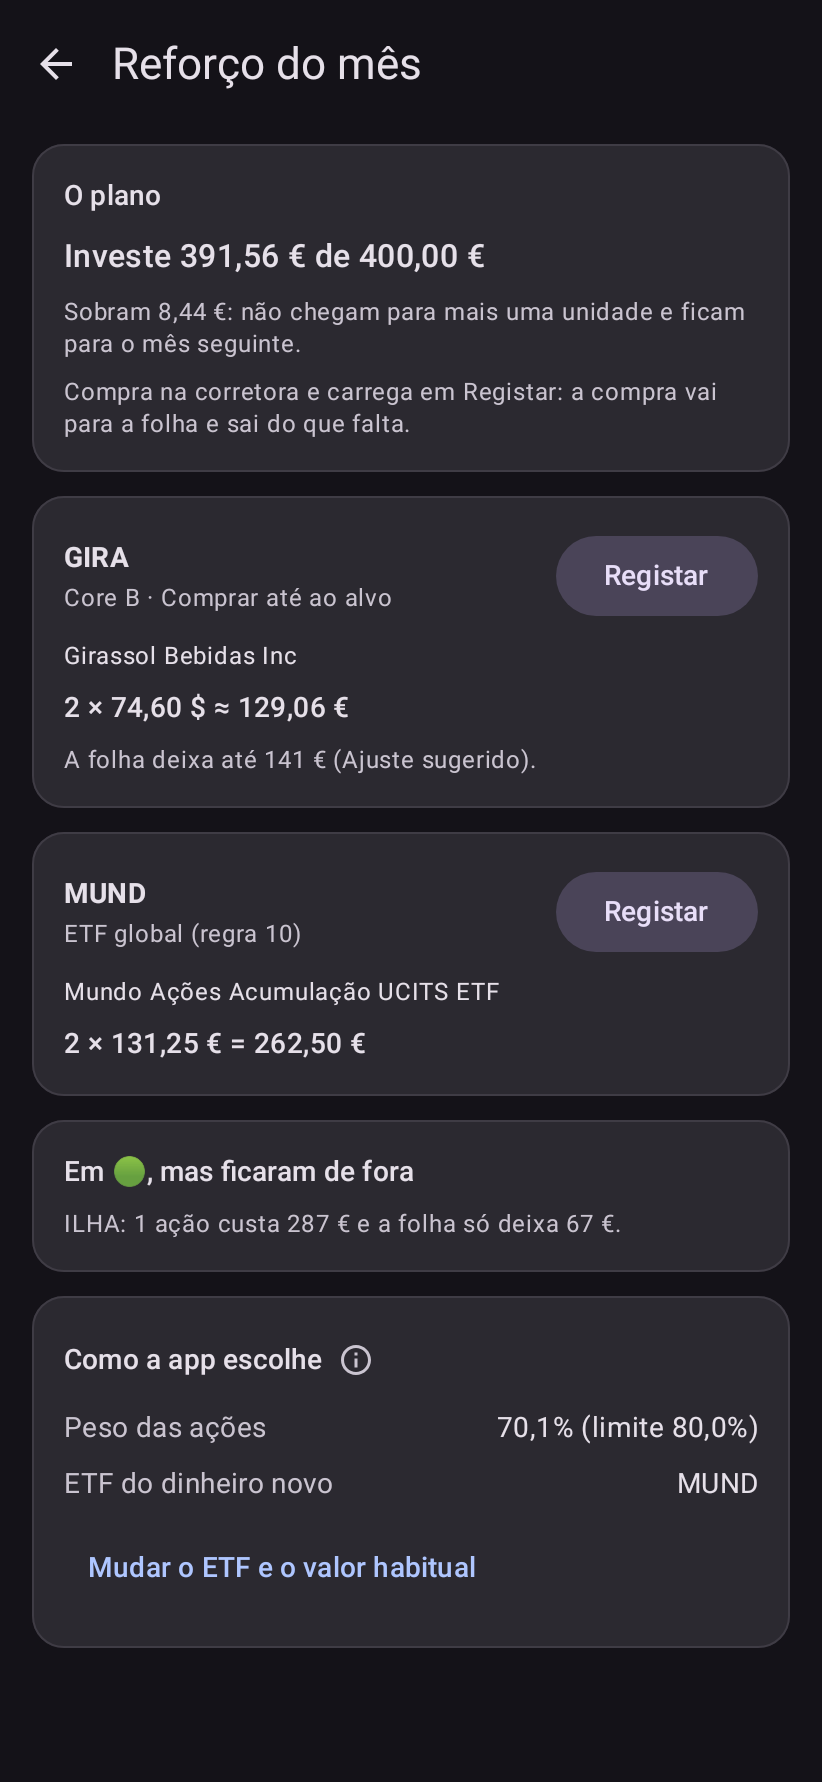 Reforço do mês
O plano
Investe 391,56 € de 400,00 €
Sobram 8,44 €: não chegam para mais uma unidade e ficam
para o mês seguinte.
Compra na corretora e carrega em Registar: a compra vai
para a folha e sai do que falta.
GIRA
Registar
Core B · Comprar até ao alvo
Girassol Bebidas Inc
2 × 74,60 $ ≈ 129,06 €
A folha deixa até 141 € (Ajuste sugerido).
MUND
Registar
ETF global (regra 10)
Mundo Ações Acumulação UCITS ETF
2 × 131,25 € = 262,50 €
Em 🟢, mas ficaram de fora
ILHA: 1 ação custa 287 € e a folha só deixa 67 €.
Como a app escolhe
Peso das ações 70,1% (limite 80,0%)
ETF do dinheiro novo MUND
Mudar o ETF e o valor habitual